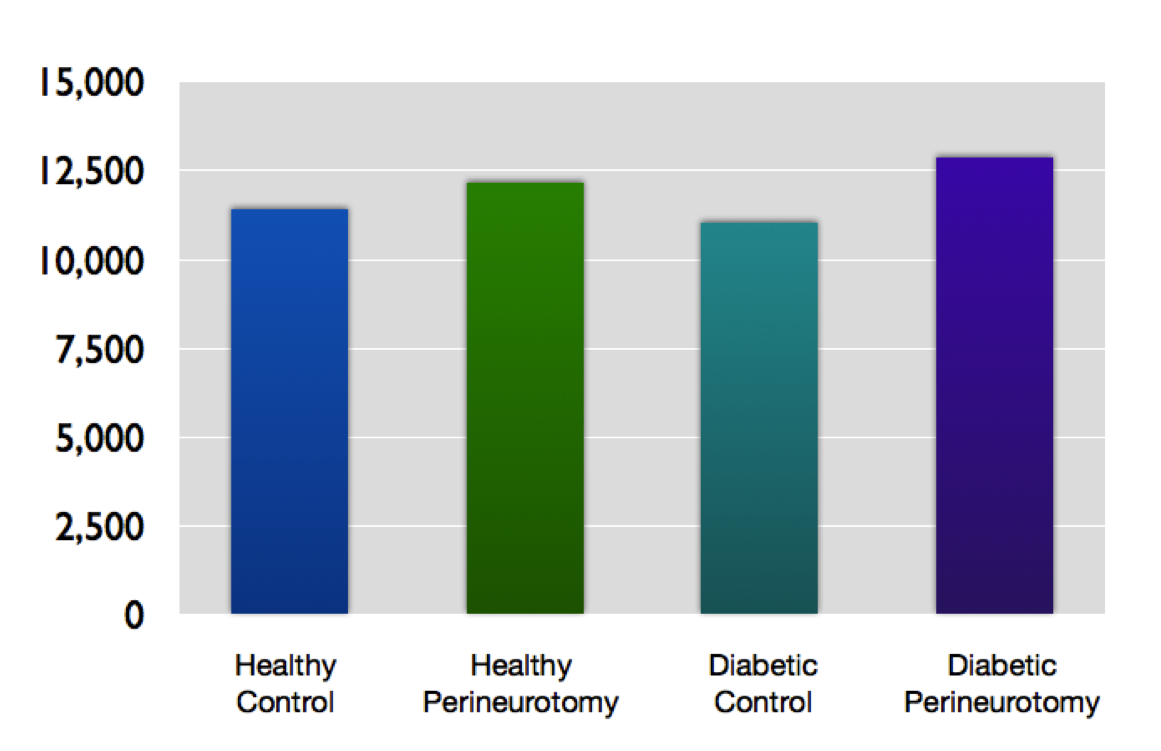 15,000
12,500
10,000
7,500
5,000
2,500
0
Healthy
Control
Healthy
Perineurotomy
Diabetic
Control
Diabetic
Perineurotomy